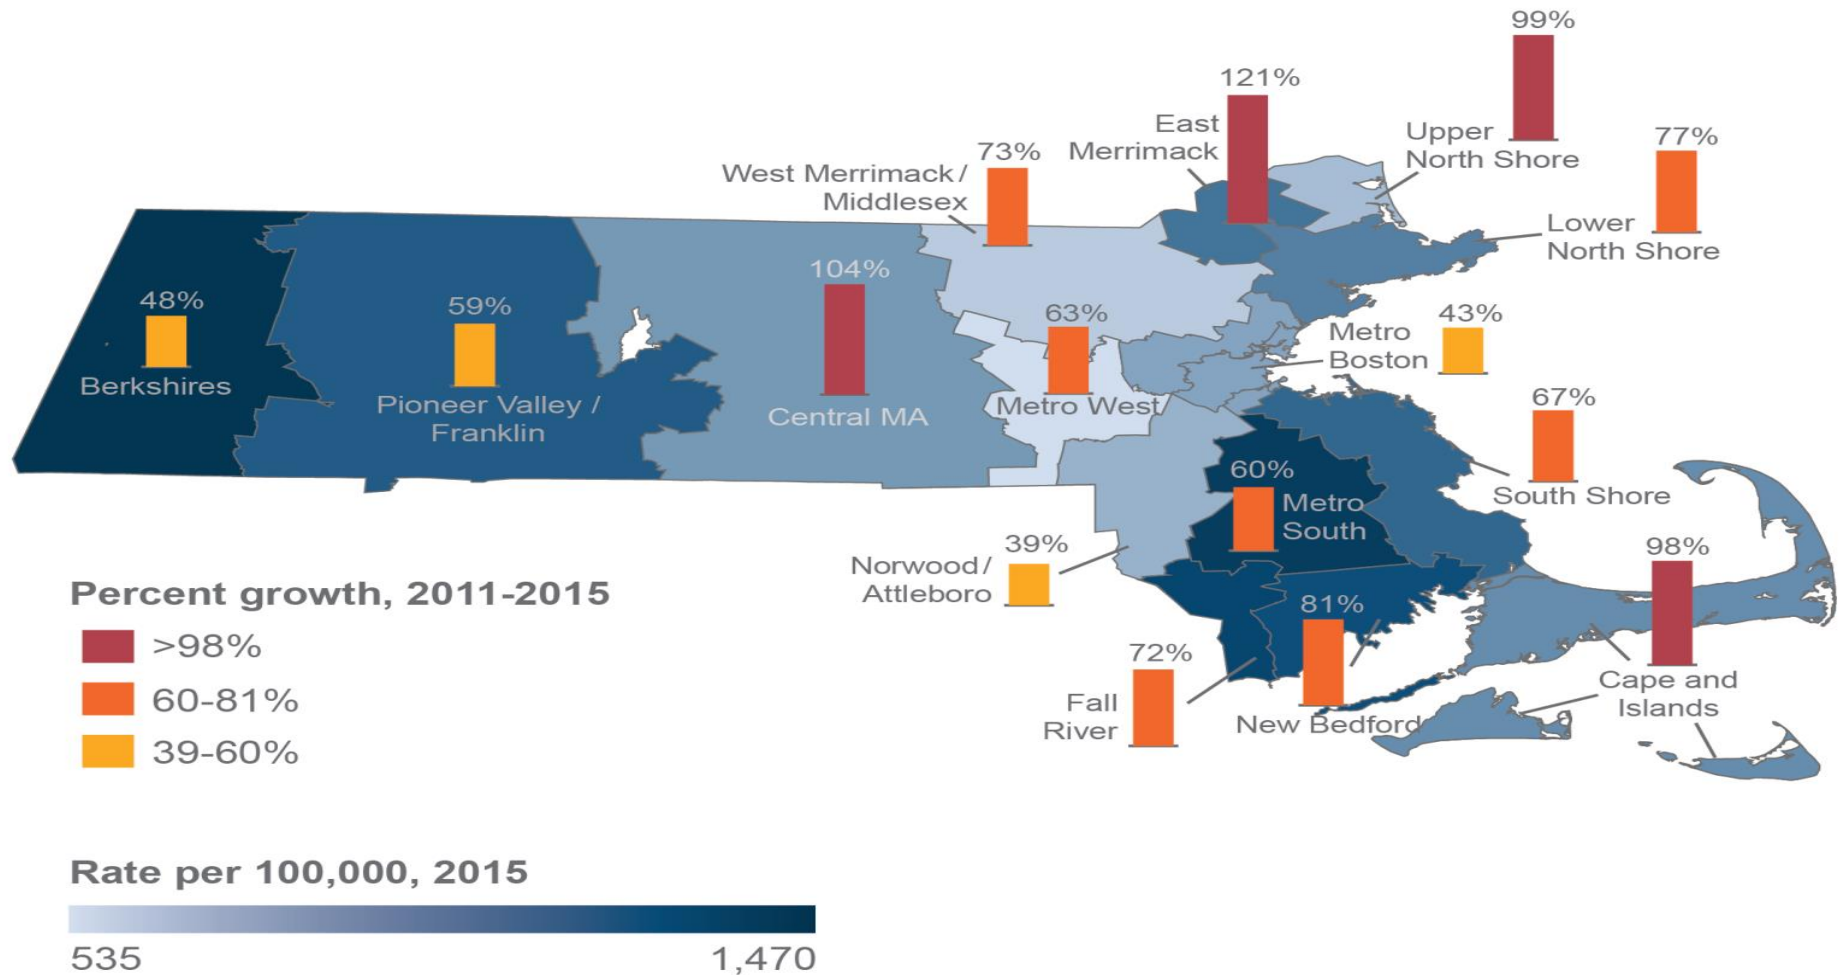 99%
121%
Upper
North Shore
77%
East
Merrimack
73%
West Merrimack /
Middlesex
Lower
North Shore
104%
48%
59%
63%
43%
Metro
Boston
Berkshires
Pioneer Valley /
Franklin
Central MA
Metro West
67%
South Shore
60%
Metro
South
39%
Norwood /
Attleboro
98%
Cape and
Islands
81%
New Bedford
72%
Fall
River
Percent growth, 2011-2015
>98%
60-81%
39-60%
Rate per 100,000, 2015
535
1,470